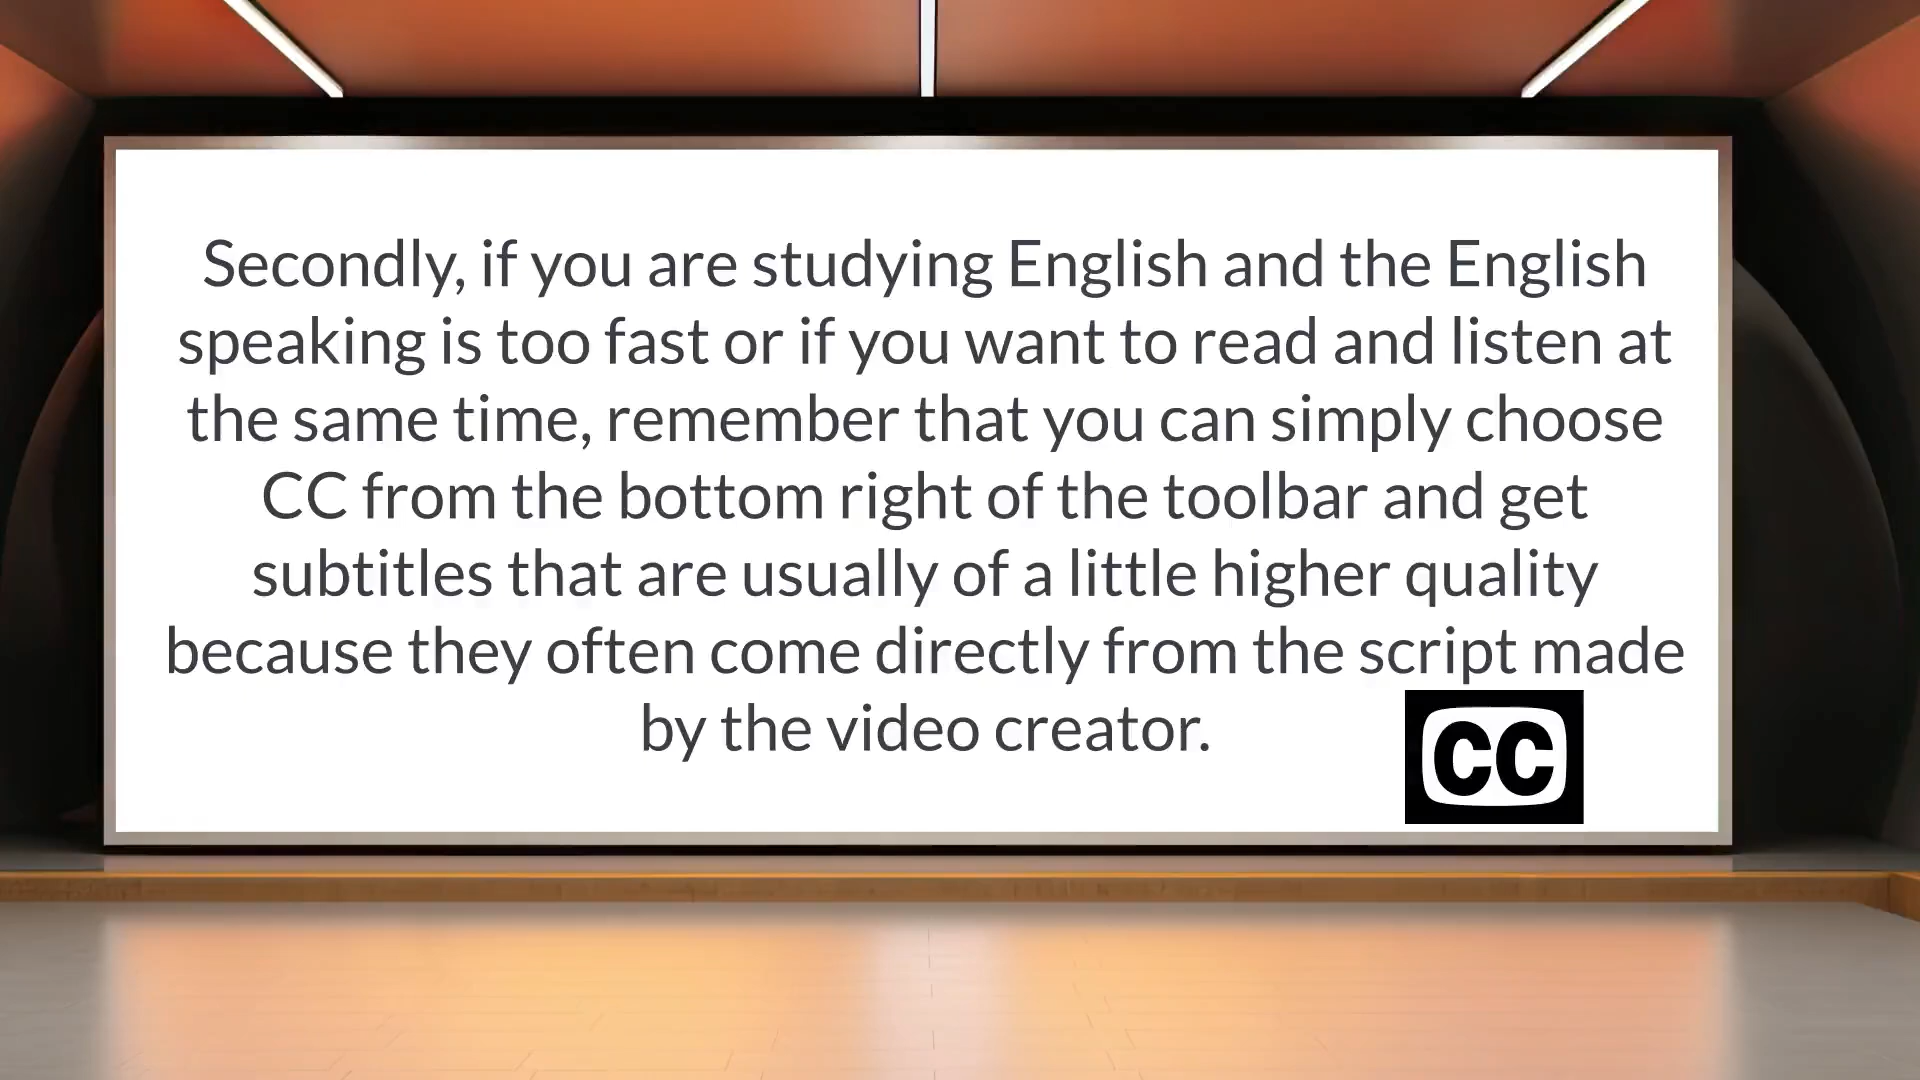 Secondly, if you are studying English and the English
speaking is too fast or if you want to read and listen at
the same time, remember that you can simply choose
CC from the bottom right of the toolbar and get
subtitles that are usually of a little higher quality
because they often come directly from the script made
by the video creator.
CC